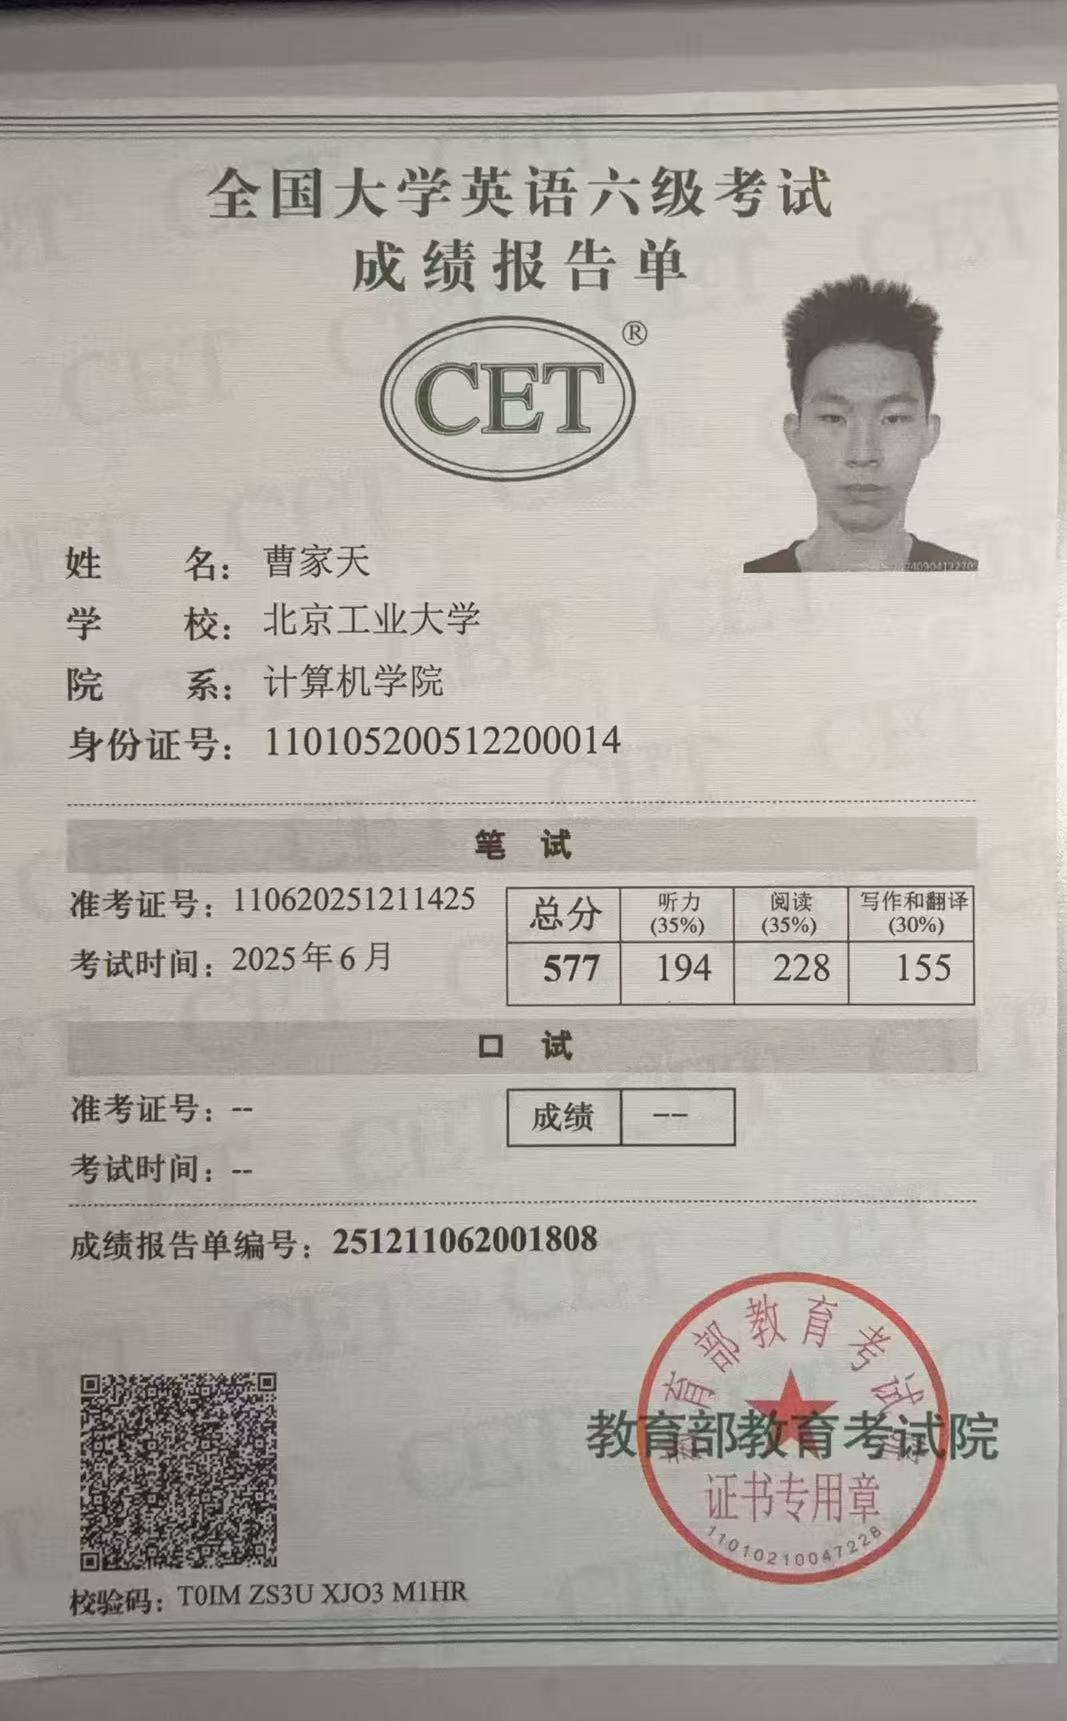 全国大学英语六级考试
成绩报告单
CET®
姓 名：曹家天
学 校：北京工业大学
院 系：计算机学院
身份证号：110105200512200014
笔 试
准考证号：110620251211425
考试时间：2025年6月
总分 听力(35%) 阅读(35%) 写作和翻译(30%)
577 194 228 155
口 试
准考证号：--
成绩 --
考试时间：--
成绩报告单编号：251211062001808
教育部教育考试院
教育部教育考试院
证书专用章
11010210047228
校验码：T0IM ZS3U XJO3 M1HR